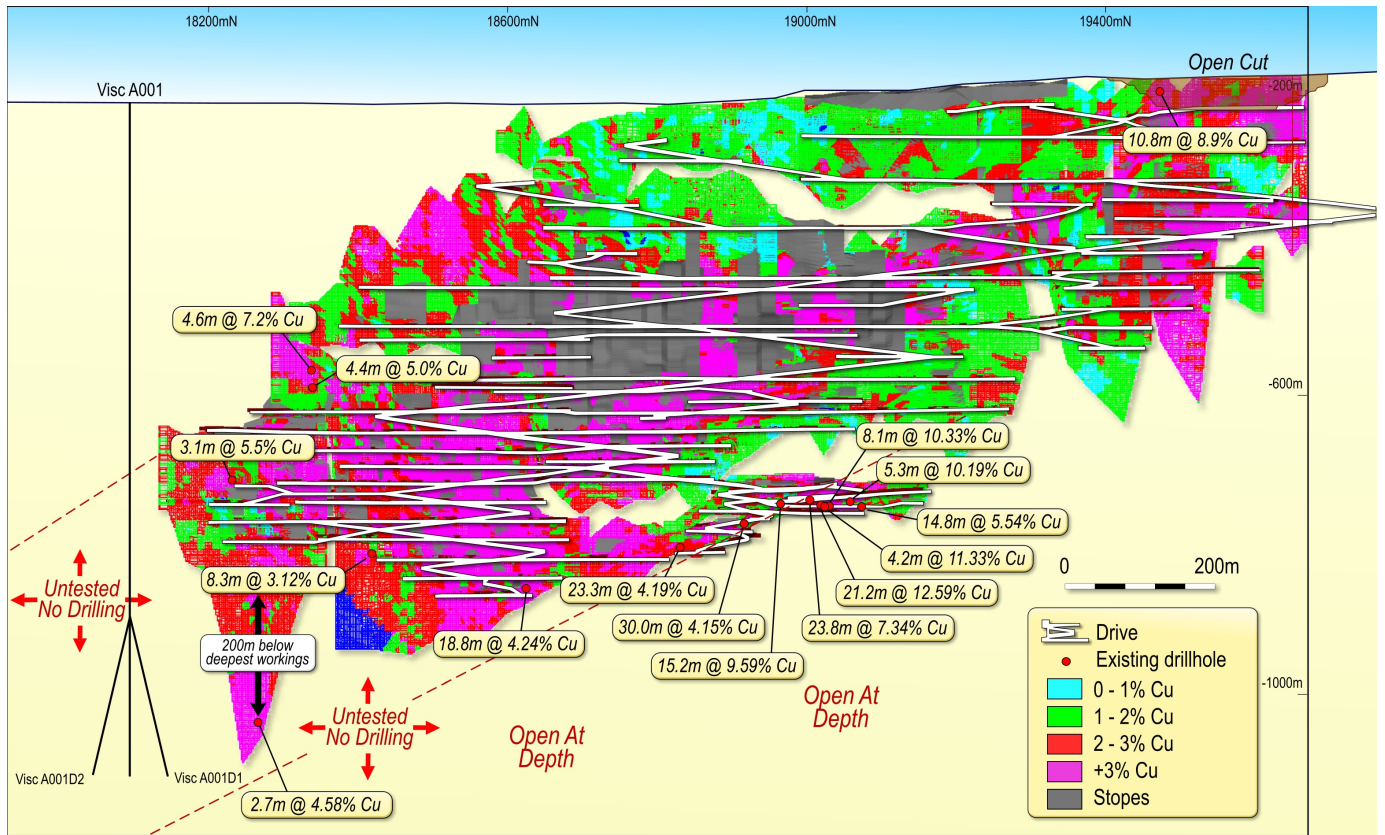 18200mN
18600mN
19000mN
19400mN
Visc A001
Open Cut
-200m
10.8m @ 8.9% Cu
4.6m @ 7.2% Cu
4.4m @ 5.0% Cu
-600m
3.1m @ 5.5% Cu
8.1m @ 10.33% Cu
5.3m @ 10.19% Cu
14.8m @ 5.54% Cu
4.2m @ 11.33% Cu
21.2m @ 12.59% Cu
23.8m @ 7.34% Cu
15.2m @ 9.59% Cu
30.0m @ 4.15% Cu
23.3m @ 4.19% Cu
18.8m @ 4.24% Cu
8.3m @ 3.12% Cu
Untested
No Drilling
200m below
deepest workings
Untested
No Drilling
Open At
Depth
Open At
Depth
-1000m
Visc A001D2
Visc A001D1
2.7m @ 4.58% Cu
0
200m
Drive
Existing drillhole
0 - 1% Cu
1 - 2% Cu
2 - 3% Cu
+3% Cu
Stopes